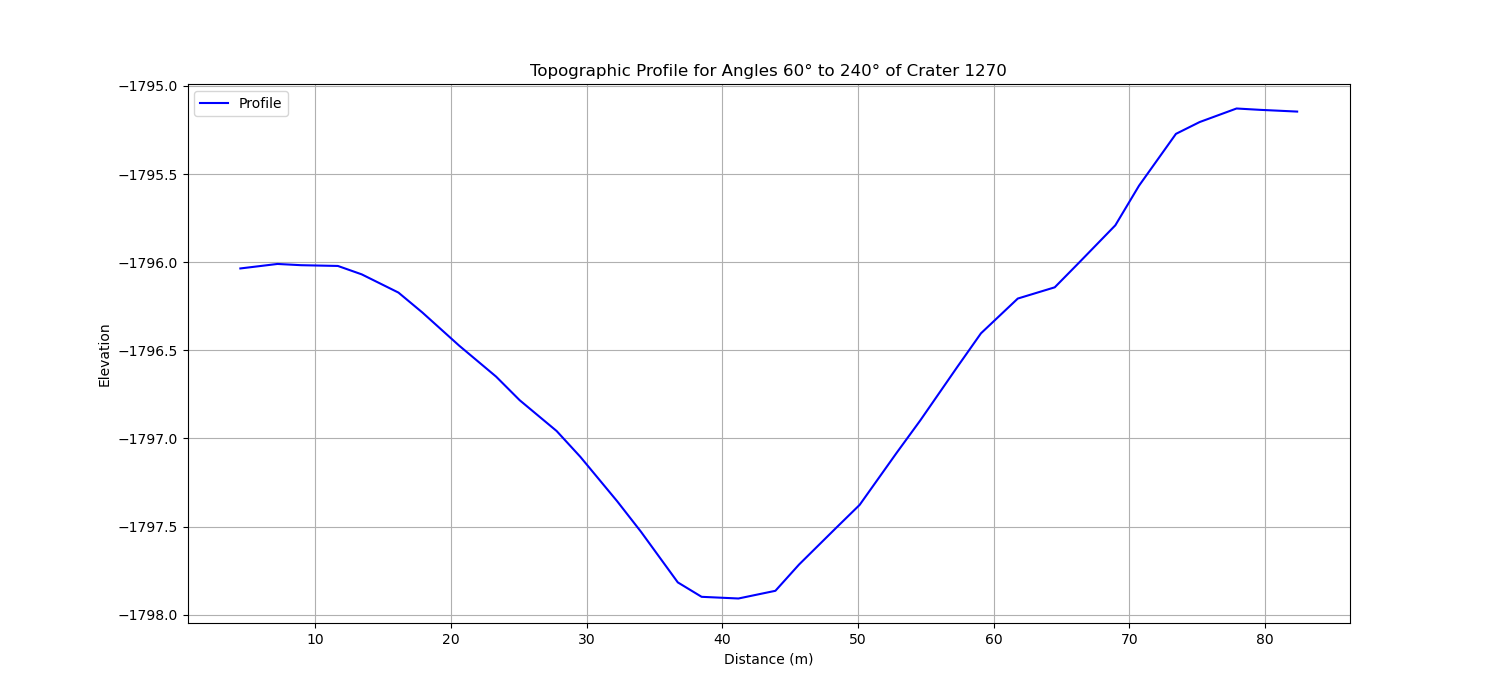 Topographic Profile for Angles 60° to 240° of Crater 1270
Profile
Elevation
−1795.0
−1795.5
−1796.0
−1796.5
−1797.0
−1797.5
−1798.0
10 20 30 40 50 60 70 80
Distance (m)